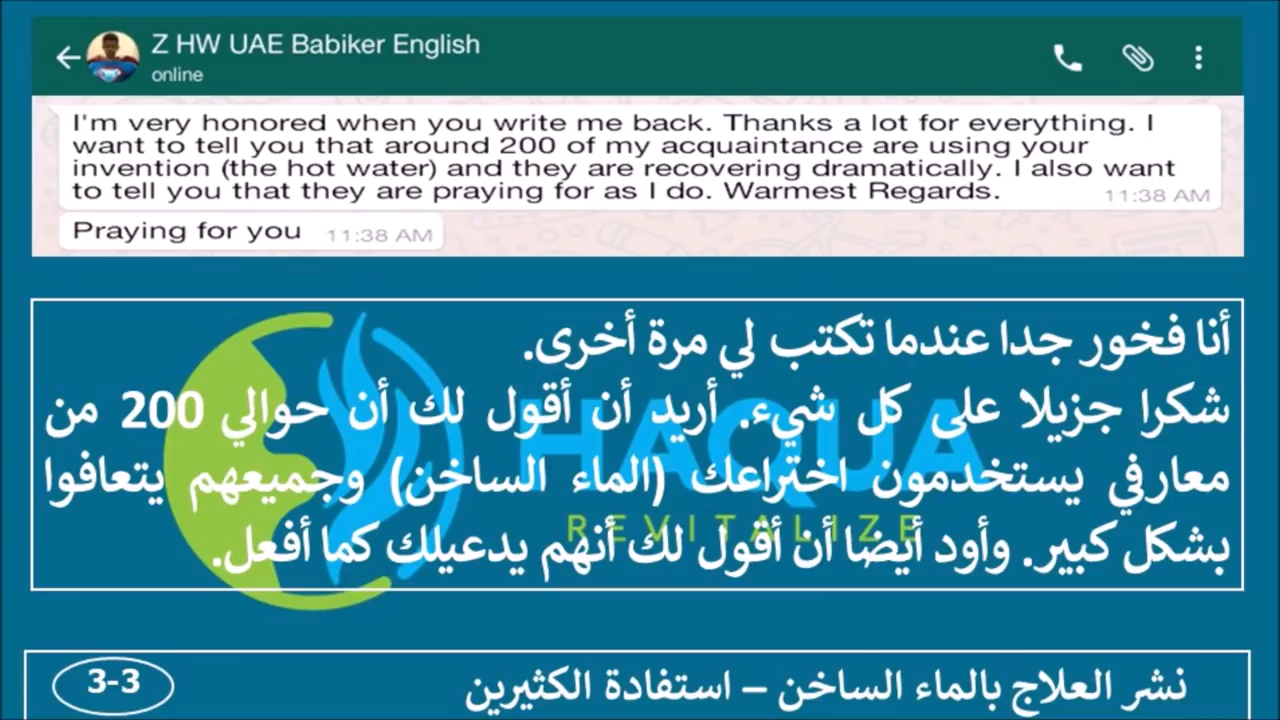 Z HW UAE Babiker English
online
I'm very honored when you write me back. Thanks a lot for everything. I
want to tell you that around 200 of my acquaintance are using your
invention (the hot water) and they are recovering dramatically. I also want
to tell you that they are praying for as I do. Warmest Regards.
11:38 AM
Praying for you 11:38 AM
أنا فخور جدا عندما تكتب لي مرة أخرى.
شكرا جزيلا على كل شيء. أريد أن أقول لك أن حوالي 200 من
معارفي يستخدمون اختراعك (الماء الساخن) وجميعهم يتعافوا
بشكل كبير. وأود أيضا أن أقول لك أنهم يدعيلك كما أفعل.
HAQUA
REVITALIZE
نشر العلاج بالماء الساخن – استفادة الكثيرين
3-3